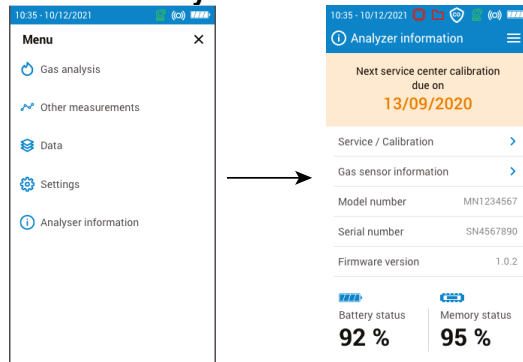 10:35 - 10/12/2021
Menu
Gas analysis
Other measurements
Data
Settings
Analyser information
10:35 - 10/12/2021
CO
Analyzer information
Next service center calibration
due on
13/09/2020
Service / Calibration
Gas sensor information
Model number MN1234567
Serial number SN4567890
Firmware version 1.0.2
Battery status Memory status
92 % 95 %